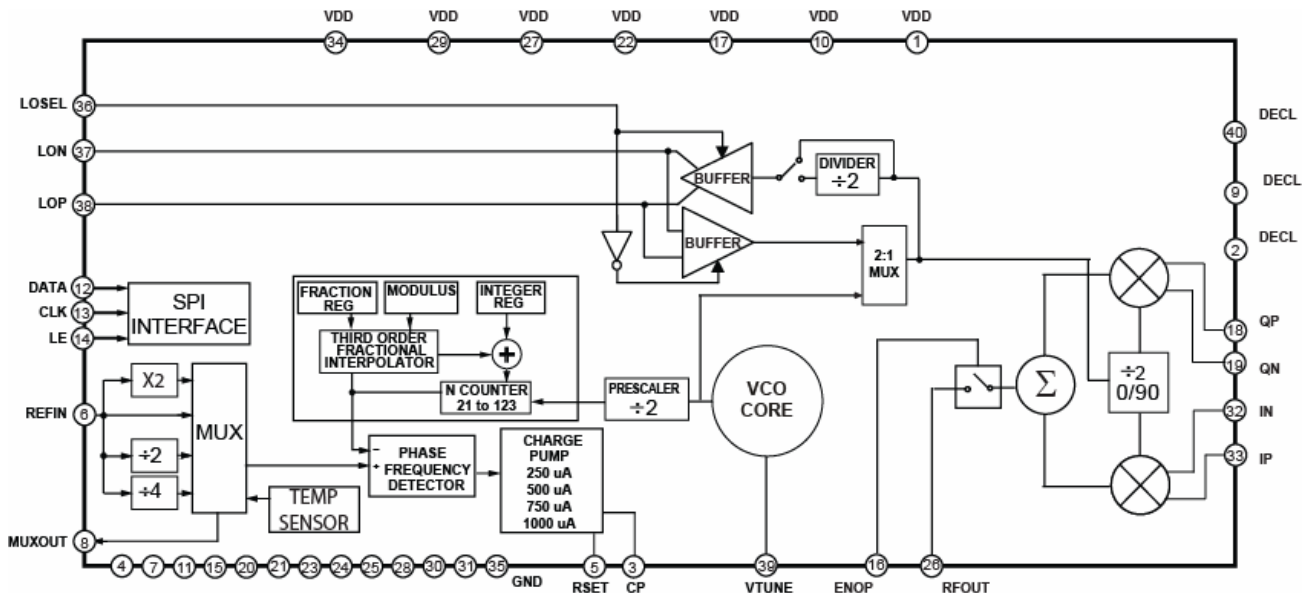 VDD VDD VDD VDD VDD VDD VDD
34 29 27 22 17 10 1
LOSEL 36
LON 37
LOP 38
BUFFER
DIVIDER
÷2
BUFFER
2:1
MUX
DECL
40
DECL
9
DECL
2
DATA 12
CLK 13
LE 14
SPI
INTERFACE
FRACTION
REG
MODULUS
INTEGER
REG
THIRD ORDER
FRACTIONAL
INTERPOLATOR
+
N COUNTER
21 to 123
PRESCALER
÷2
VCO
CORE
Σ
÷2
0/90
QP
18
QN
19
IN
32
IP
33
REFIN 6
X2
÷2
÷4
MUX
TEMP
SENSOR
− PHASE
+ FREQUENCY
DETECTOR
CHARGE
PUMP
250 uA
500 uA
750 uA
1000 uA
MUXOUT 8
4 7 11 15 20 21 23 24 25 28 30 31 35 5 3 39 16 26
GND RSET CP VTUNE ENOP RFOUT